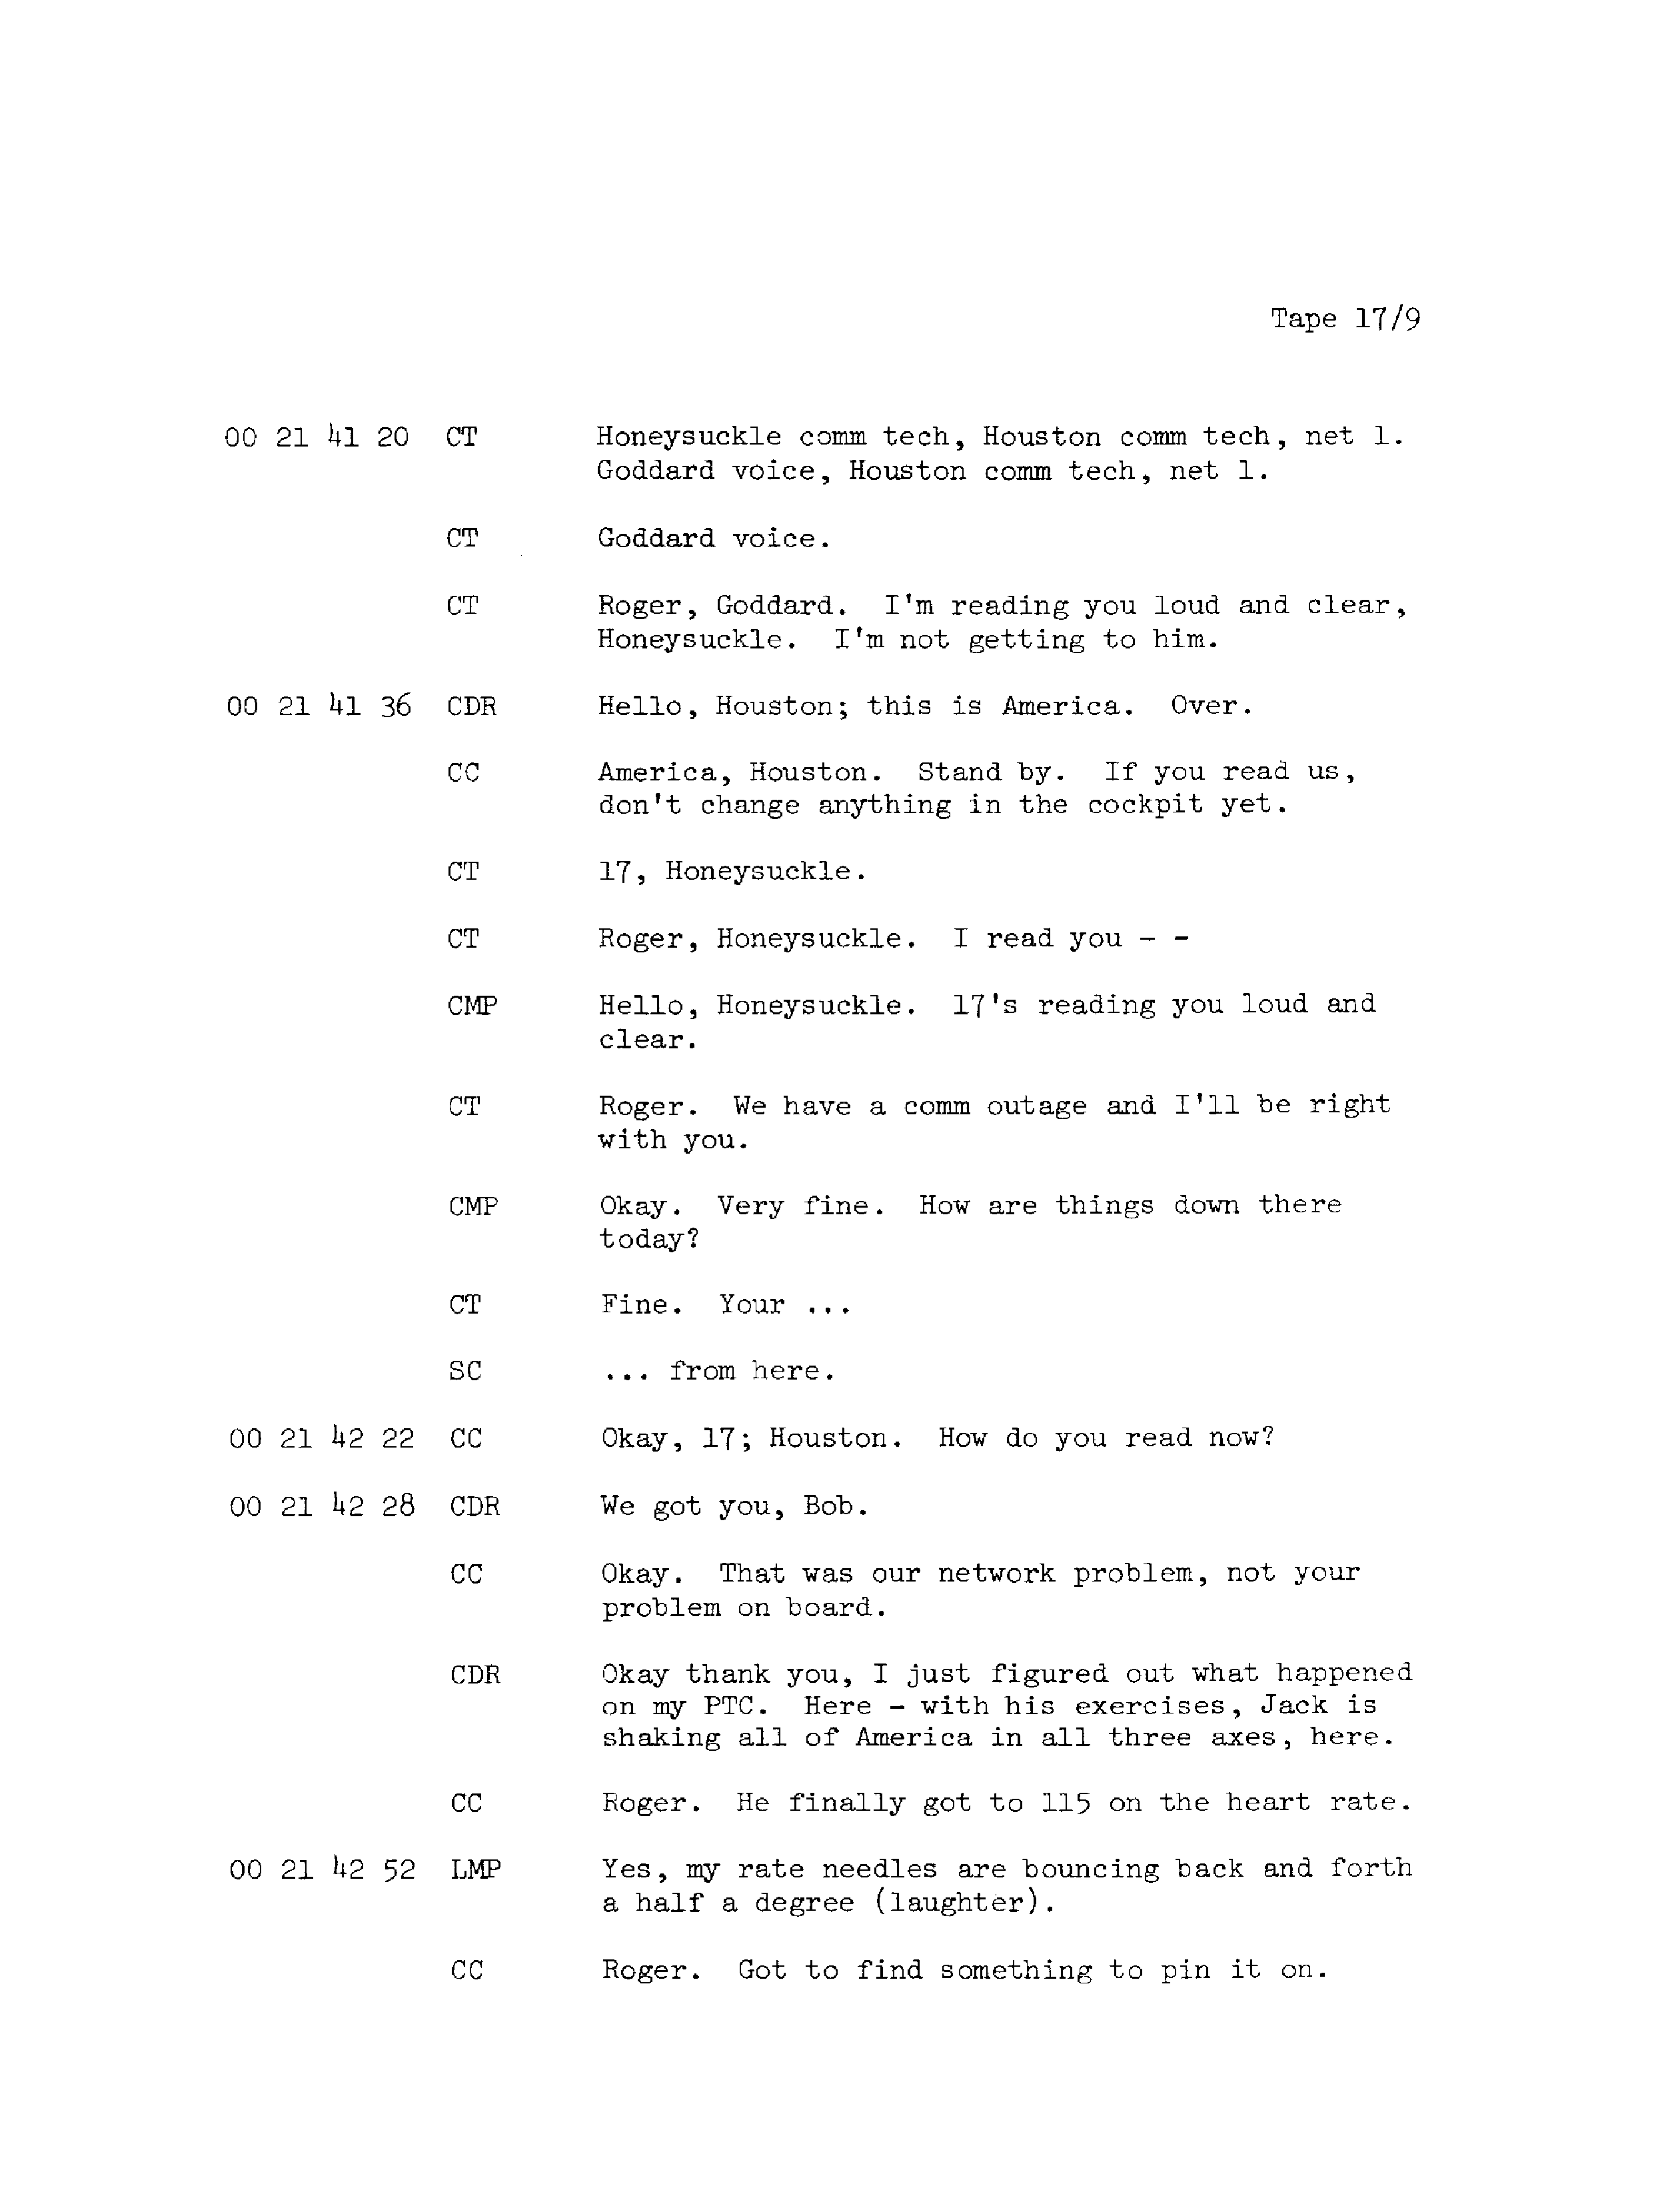 Tape 17/9
00 21 41 20 CT Honeysuckle comm tech, Houston comm tech, net 1.
Goddard voice, Houston comm tech, net 1.
CT Goddard voice.
CT Roger, Goddard. I'm reading you loud and clear,
Honeysuckle. I'm not getting to him.
00 21 41 36 CDR Hello, Houston; this is America. Over.
CC America, Houston. Stand by. If you read us,
don't change anything in the cockpit yet.
CT 17, Honeysuckle.
CT Roger, Honeysuckle. I read you - -
CMP Hello, Honeysuckle. 17's reading you loud and
clear.
CT Roger. We have a comm outage and I'll be right
with you.
CMP Okay. Very fine. How are things down there
today?
CT Fine. Your ...
SC ... from here.
00 21 42 22 CC Okay, 17; Houston. How do you read now?
00 21 42 28 CDR We got you, Bob.
CC Okay. That was our network problem, not your
problem on board.
CDR Okay thank you, I just figured out what happened
on my PTC. Here - with his exercises, Jack is
shaking all of America in all three axes, here.
CC Roger. He finally got to 115 on the heart rate.
00 21 42 52 LMP Yes, my rate needles are bouncing back and forth
a half a degree (laughter).
CC Roger. Got to find something to pin it on.